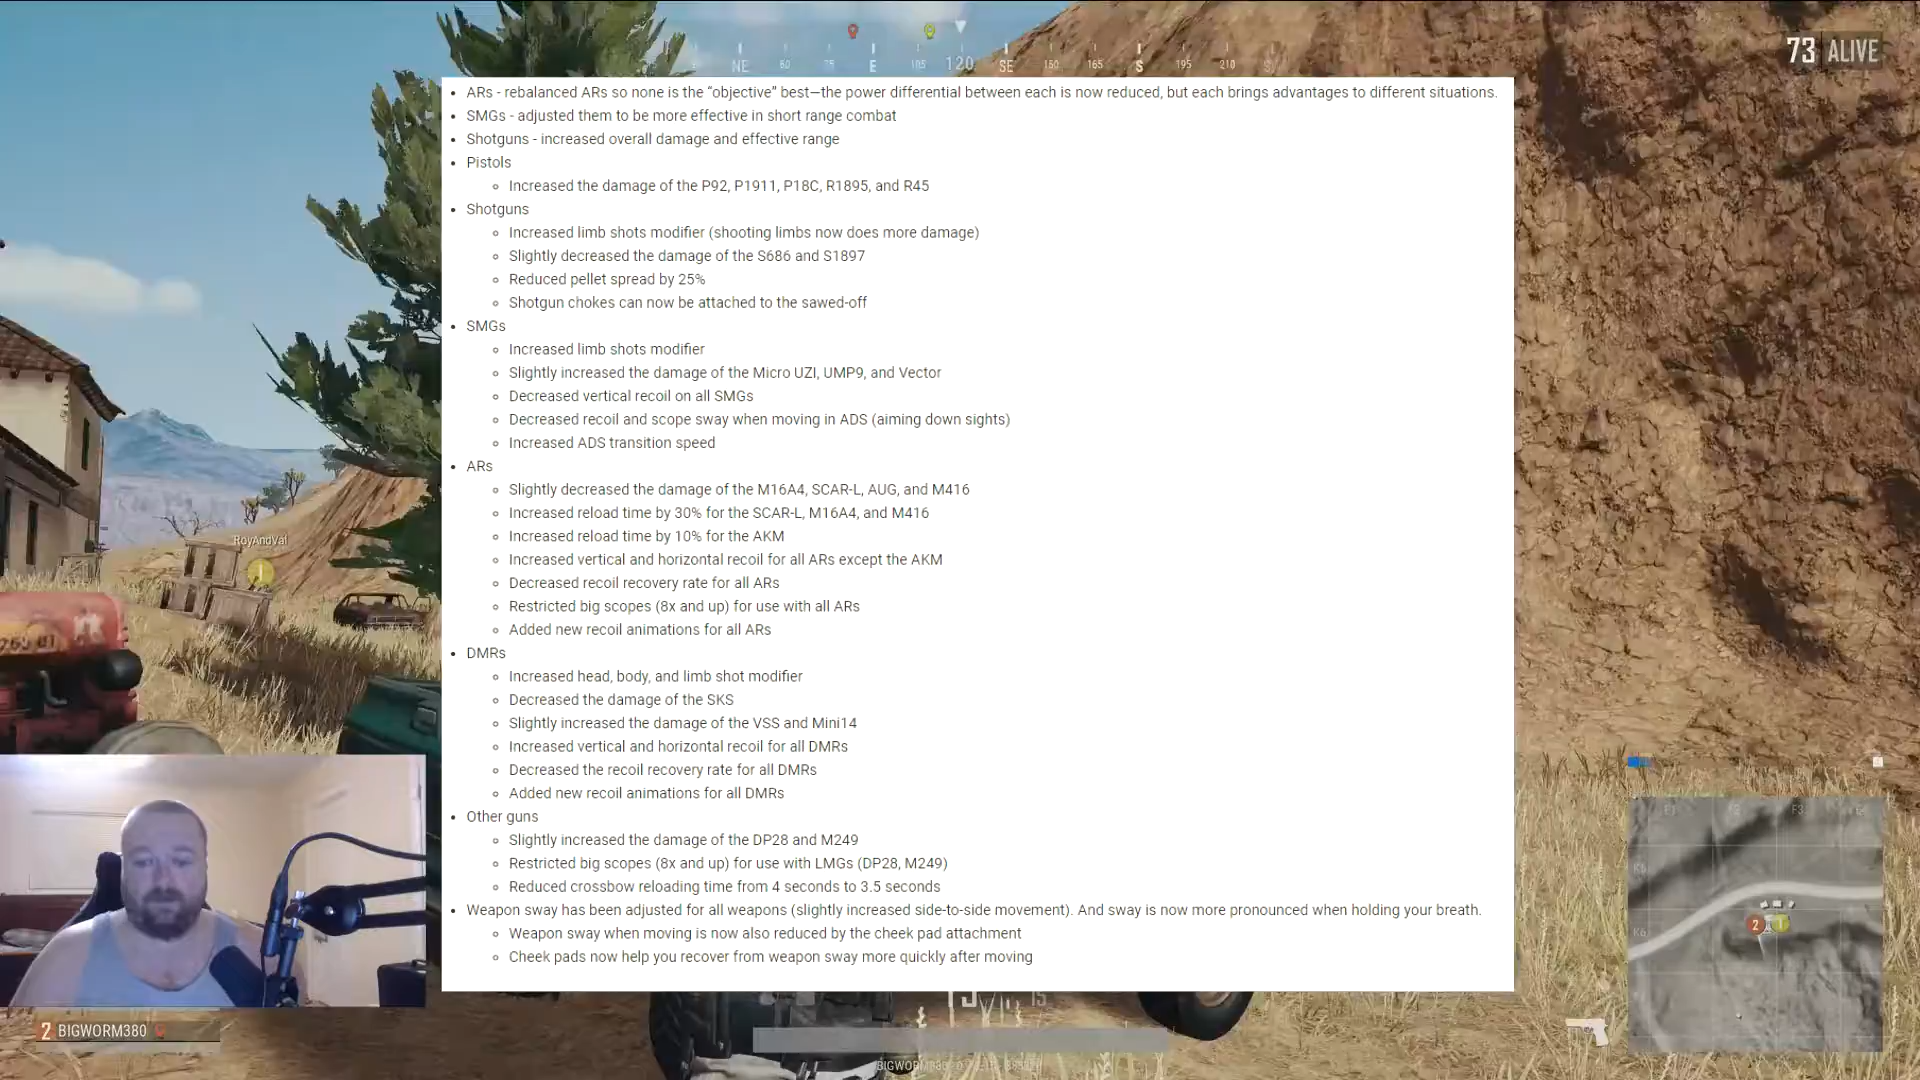 NE 60 75 E 105 120 SE 150 165 S 195 210
73 ALIVE
• ARs - rebalanced ARs so none is the “objective” best—the power differential between each is now reduced, but each brings advantages to different situations.
• SMGs - adjusted them to be more effective in short range combat
• Shotguns - increased overall damage and effective range
• Pistols
◦ Increased the damage of the P92, P1911, P18C, R1895, and R45
• Shotguns
◦ Increased limb shots modifier (shooting limbs now does more damage)
◦ Slightly decreased the damage of the S686 and S1897
◦ Reduced pellet spread by 25%
◦ Shotgun chokes can now be attached to the sawed-off
• SMGs
◦ Increased limb shots modifier
◦ Slightly increased the damage of the Micro UZI, UMP9, and Vector
◦ Decreased vertical recoil on all SMGs
◦ Decreased recoil and scope sway when moving in ADS (aiming down sights)
◦ Increased ADS transition speed
• ARs
◦ Slightly decreased the damage of the M16A4, SCAR-L, AUG, and M416
◦ Increased reload time by 30% for the SCAR-L, M16A4, and M416
◦ Increased reload time by 10% for the AKM
◦ Increased vertical and horizontal recoil for all ARs except the AKM
◦ Decreased recoil recovery rate for all ARs
◦ Restricted big scopes (8x and up) for use with all ARs
◦ Added new recoil animations for all ARs
• DMRs
◦ Increased head, body, and limb shot modifier
◦ Decreased the damage of the SKS
◦ Slightly increased the damage of the VSS and Mini14
◦ Increased vertical and horizontal recoil for all DMRs
◦ Decreased the recoil recovery rate for all DMRs
◦ Added new recoil animations for all DMRs
• Other guns
◦ Slightly increased the damage of the DP28 and M249
◦ Restricted big scopes (8x and up) for use with LMGs (DP28, M249)
◦ Reduced crossbow reloading time from 4 seconds to 3.5 seconds
• Weapon sway has been adjusted for all weapons (slightly increased side-to-side movement). And sway is now more pronounced when holding your breath.
◦ Weapon sway when moving is now also reduced by the cheek pad attachment
◦ Cheek pads now help you recover from weapon sway more quickly after moving
RoyAndVal
1
2 1
2 BIGWORM380